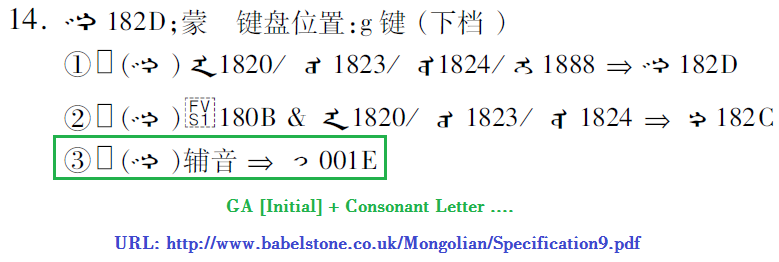 14. ᠭ 182D;蒙 键盘位置:g 键 (下档 )
①□(ᠭ )ᠠ1820/ ᠣ 1823/ ᠤ1824/ᢈ 1888 ⇒ ᠭ 182D
②□(ᠭ )FVS1 180B & ᠠ1820/ ᠣ 1823/ ᠤ 1824 ⇒ ᠬ 182C
③□(ᠭ )辅音 ⇒ 001E
GA [Initial] + Consonant Letter ....
URL: http://www.babelstone.co.uk/Mongolian/Specification9.pdf